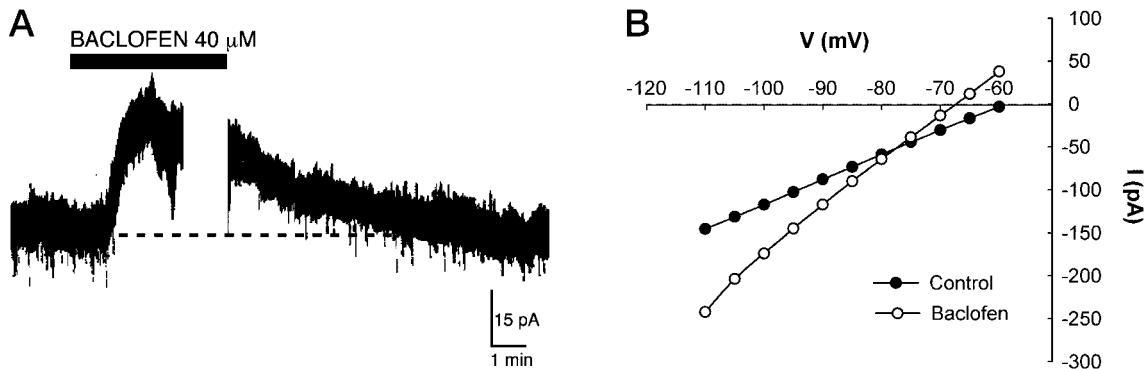 A
BACLOFEN 40 µM
15 pA
1 min
B
V (mV)
-120 -110 -100 -90 -80 -70 -60
100
50
0
-50
-100
-150
-200
-250
-300
I (pA)
Control
Baclofen